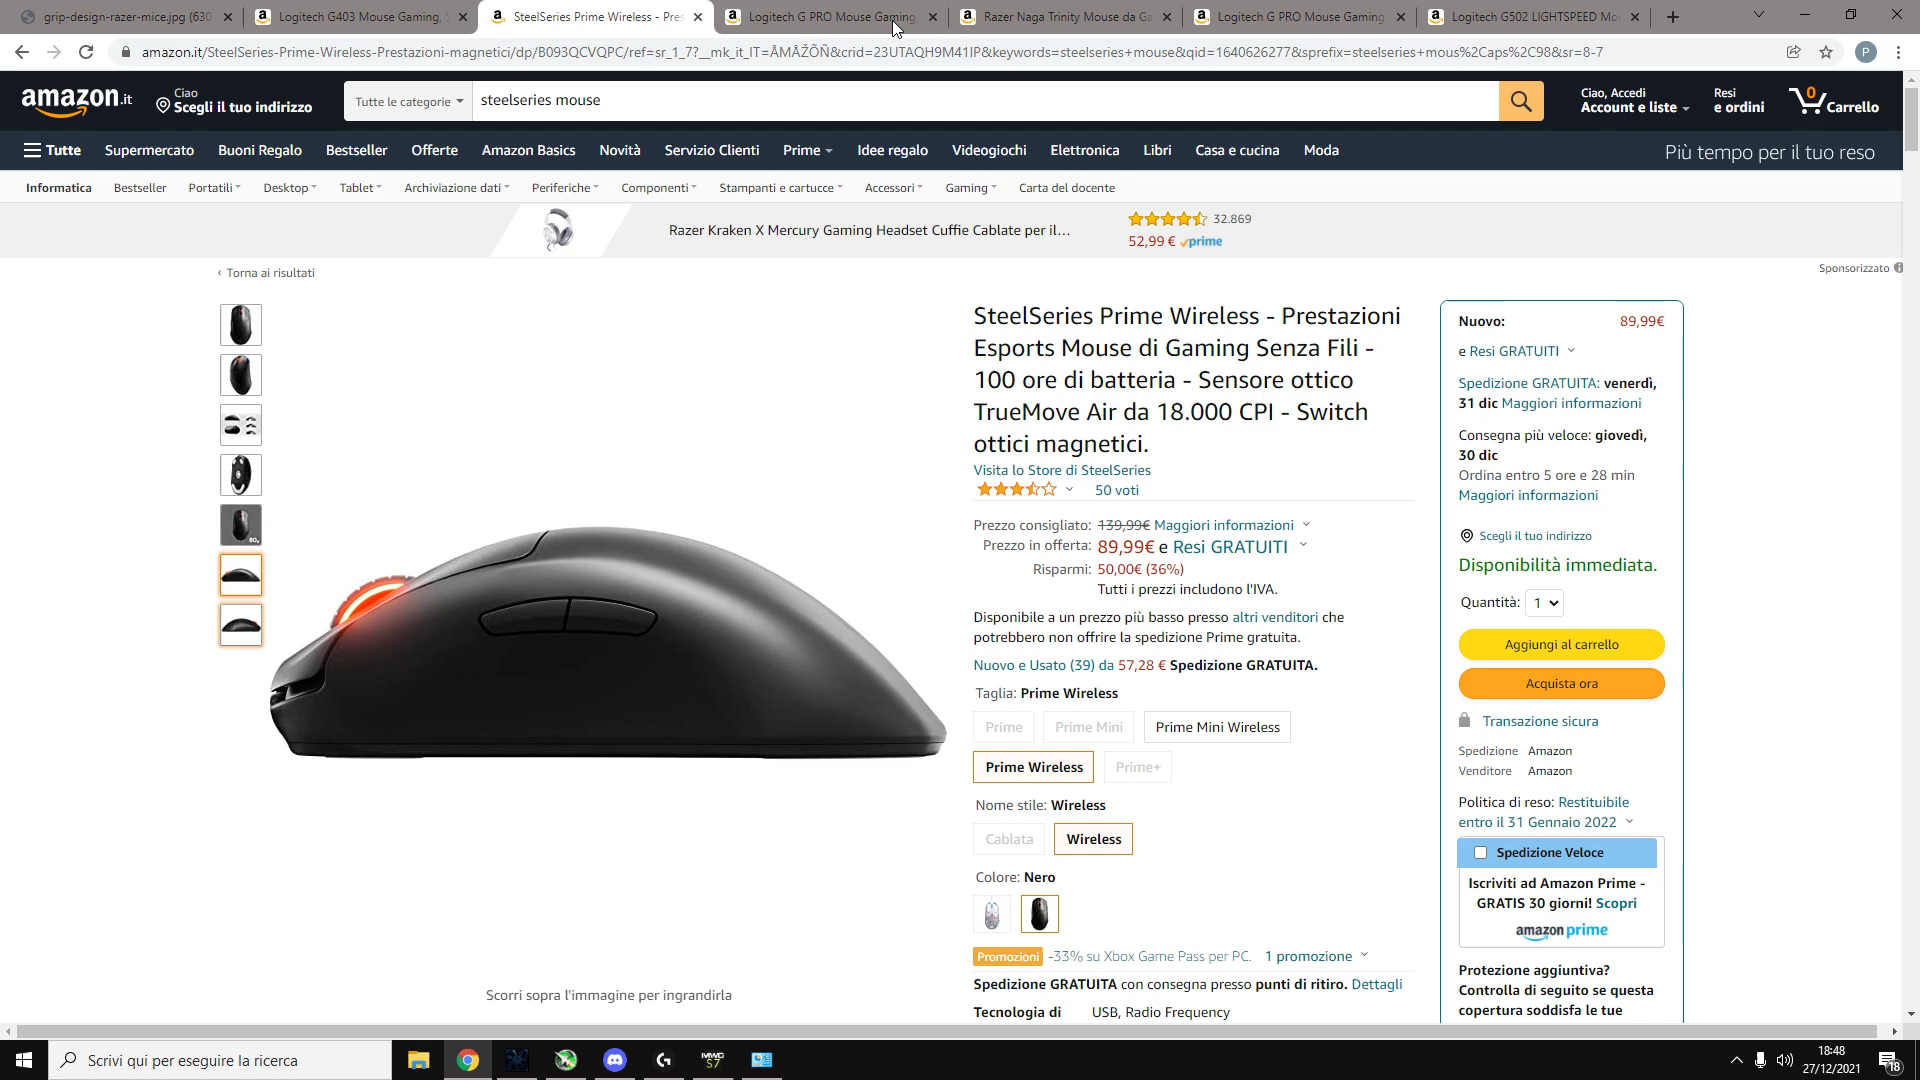 grip-design-razer-mice.jpg (630
Logitech G403 Mouse Gaming, S
SteelSeries Prime Wireless - Pres
Logitech G PRO Mouse Gaming,
Razer Naga Trinity Mouse da Ga
Logitech G PRO Mouse Gaming
Logitech G502 LIGHTSPEED Mou
amazon.it/SteelSeries-Prime-Wireless-Prestazioni-magnetici/dp/B093QCVQPC/ref=sr_1_7?__mk_it_IT=ÅMÅŽÕÑ&crid=23UTAQH9M41IP&keywords=steelseries+mouse&qid=1640626277&sprefix=steelseries+mous%2Caps%2C98&sr=8-7
P
amazon.it
Ciao
Scegli il tuo indirizzo
Tutte le categorie
steelseries mouse
Ciao, Accedi
Account e liste
Resi
e ordini
0
Carrello
Tutte
Supermercato
Buoni Regalo
Bestseller
Offerte
Amazon Basics
Novità
Servizio Clienti
Prime
Idee regalo
Videogiochi
Elettronica
Libri
Casa e cucina
Moda
Più tempo per il tuo reso
Informatica
Bestseller
Portatili
Desktop
Tablet
Archiviazione dati
Periferiche
Componenti
Stampanti e cartucce
Accessori
Gaming
Carta del docente
Razer Kraken X Mercury Gaming Headset Cuffie Cablate per il...
32.869
52,99 € prime
‹ Torna ai risultati
Sponsorizzato
SteelSeries Prime Wireless - Prestazioni
Esports Mouse di Gaming Senza Fili -
100 ore di batteria - Sensore ottico
TrueMove Air da 18.000 CPI - Switch
ottici magnetici.
Visita lo Store di SteelSeries
50 voti
Prezzo consigliato: 139,99€ Maggiori informazioni
Prezzo in offerta: 89,99€ e Resi GRATUITI
Risparmi: 50,00€ (36%)
Tutti i prezzi includono l'IVA.
Disponibile a un prezzo più basso presso altri venditori che
potrebbero non offrire la spedizione Prime gratuita.
Nuovo e Usato (39) da 57,28 € Spedizione GRATUITA.
Taglia: Prime Wireless
Prime
Prime Mini
Prime Mini Wireless
Prime Wireless
Prime+
Nome stile: Wireless
Cablata
Wireless
Colore: Nero
Promozioni -33% su Xbox Game Pass per PC. 1 promozione
Spedizione GRATUITA con consegna presso punti di ritiro. Dettagli
Tecnologia di USB, Radio Frequency
Scorri sopra l'immagine per ingrandirla
Nuovo: 89,99€
e Resi GRATUITI
Spedizione GRATUITA: venerdì,
31 dic Maggiori informazioni
Consegna più veloce: giovedì,
30 dic
Ordina entro 5 ore e 28 min
Maggiori informazioni
Scegli il tuo indirizzo
Disponibilità immediata.
Quantità: 1
Aggiungi al carrello
Acquista ora
Transazione sicura
Spedizione Amazon
Venditore Amazon
Politica di reso: Restituibile
entro il 31 Gennaio 2022
Spedizione Veloce
Iscriviti ad Amazon Prime -
GRATIS 30 giorni! Scopri
amazon prime
Protezione aggiuntiva?
Controlla di seguito se questa
copertura soddisfa le tue
Scrivi qui per eseguire la ricerca
S7
18:48
27/12/2021
18